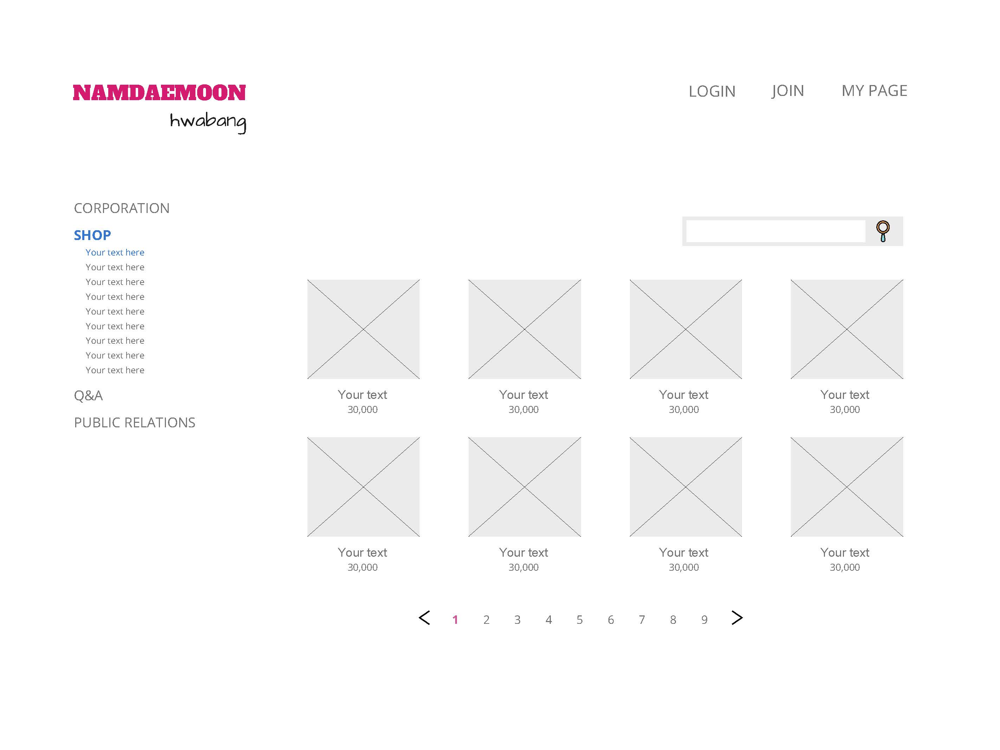 NAMDAEMOON
hwabang
LOGIN JOIN MY PAGE
CORPORATION
SHOP
Your text here
Your text here
Your text here
Your text here
Your text here
Your text here
Your text here
Your text here
Your text here
Q&A
PUBLIC RELATIONS
Your text Your text Your text Your text
30,000 30,000 30,000 30,000
Your text Your text Your text Your text
30,000 30,000 30,000 30,000
< 1 2 3 4 5 6 7 8 9 >